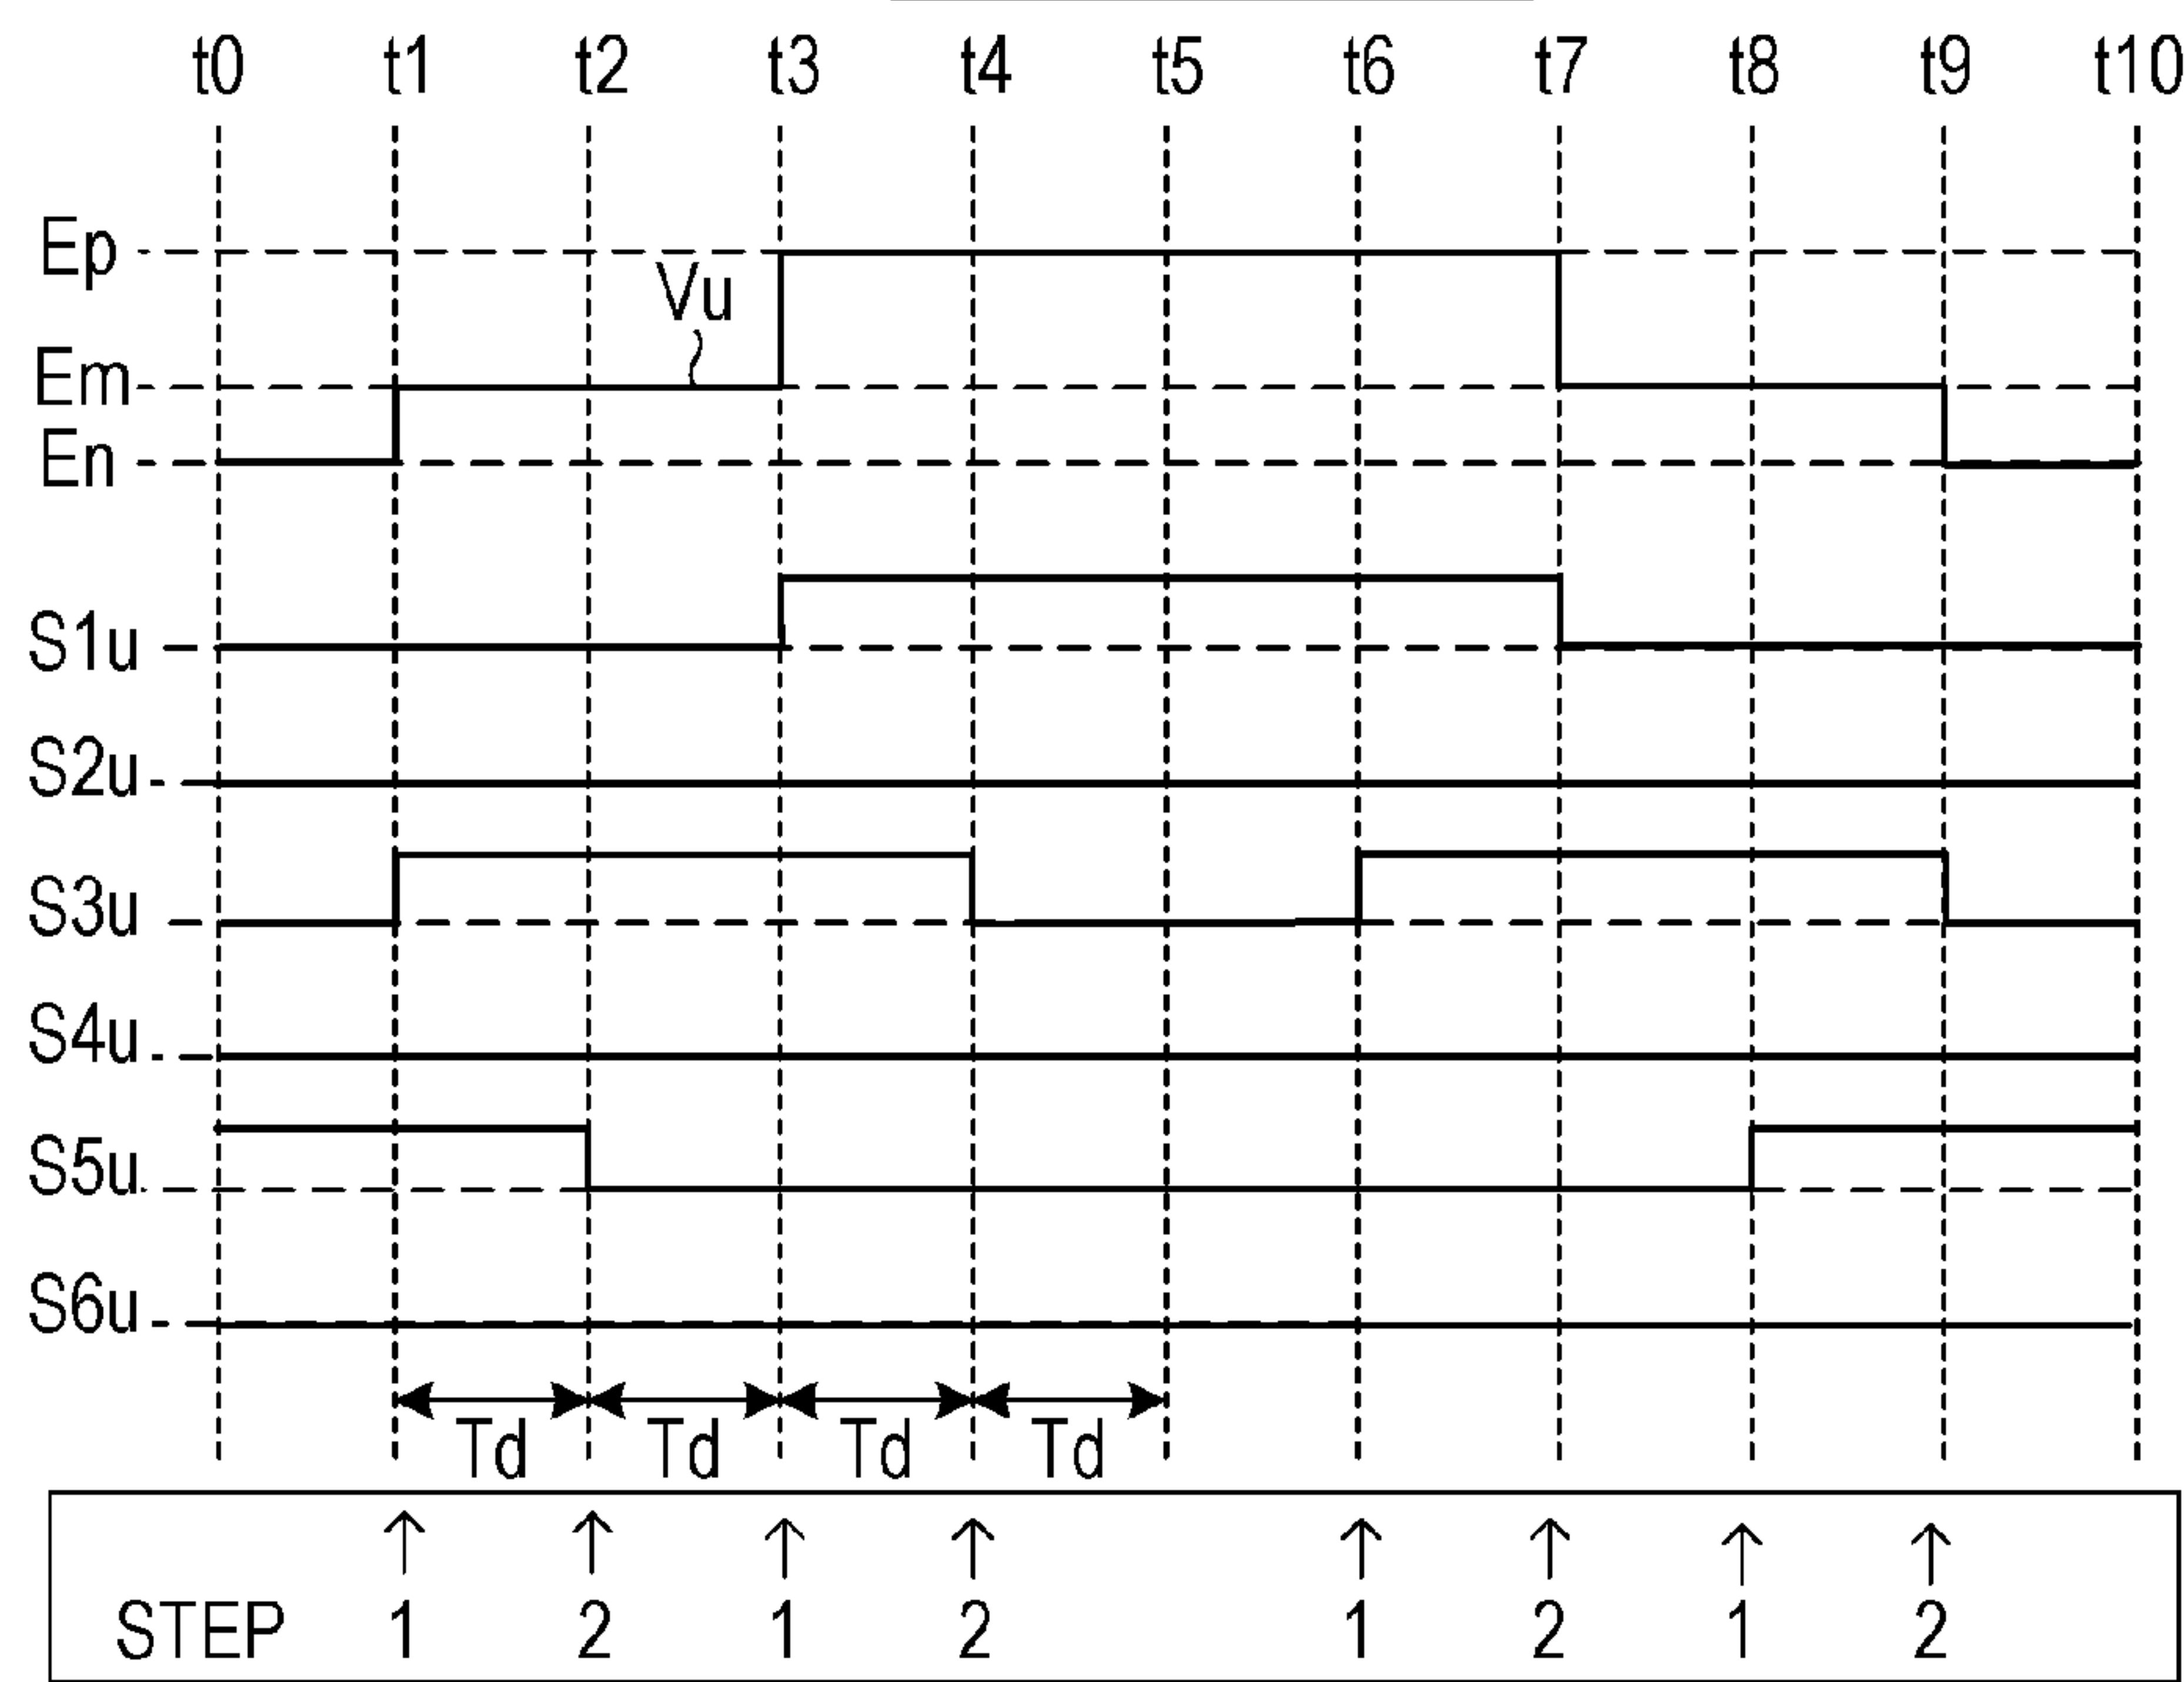 t0 t1 t2 t3 t4 t5 t6 t7 t8 t9 t10
Ep
Vu
Em
En
S1u
S2u
S3u
S4u
S5u
S6u
Td Td Td Td
STEP 1 2 1 2 1 2 1 2